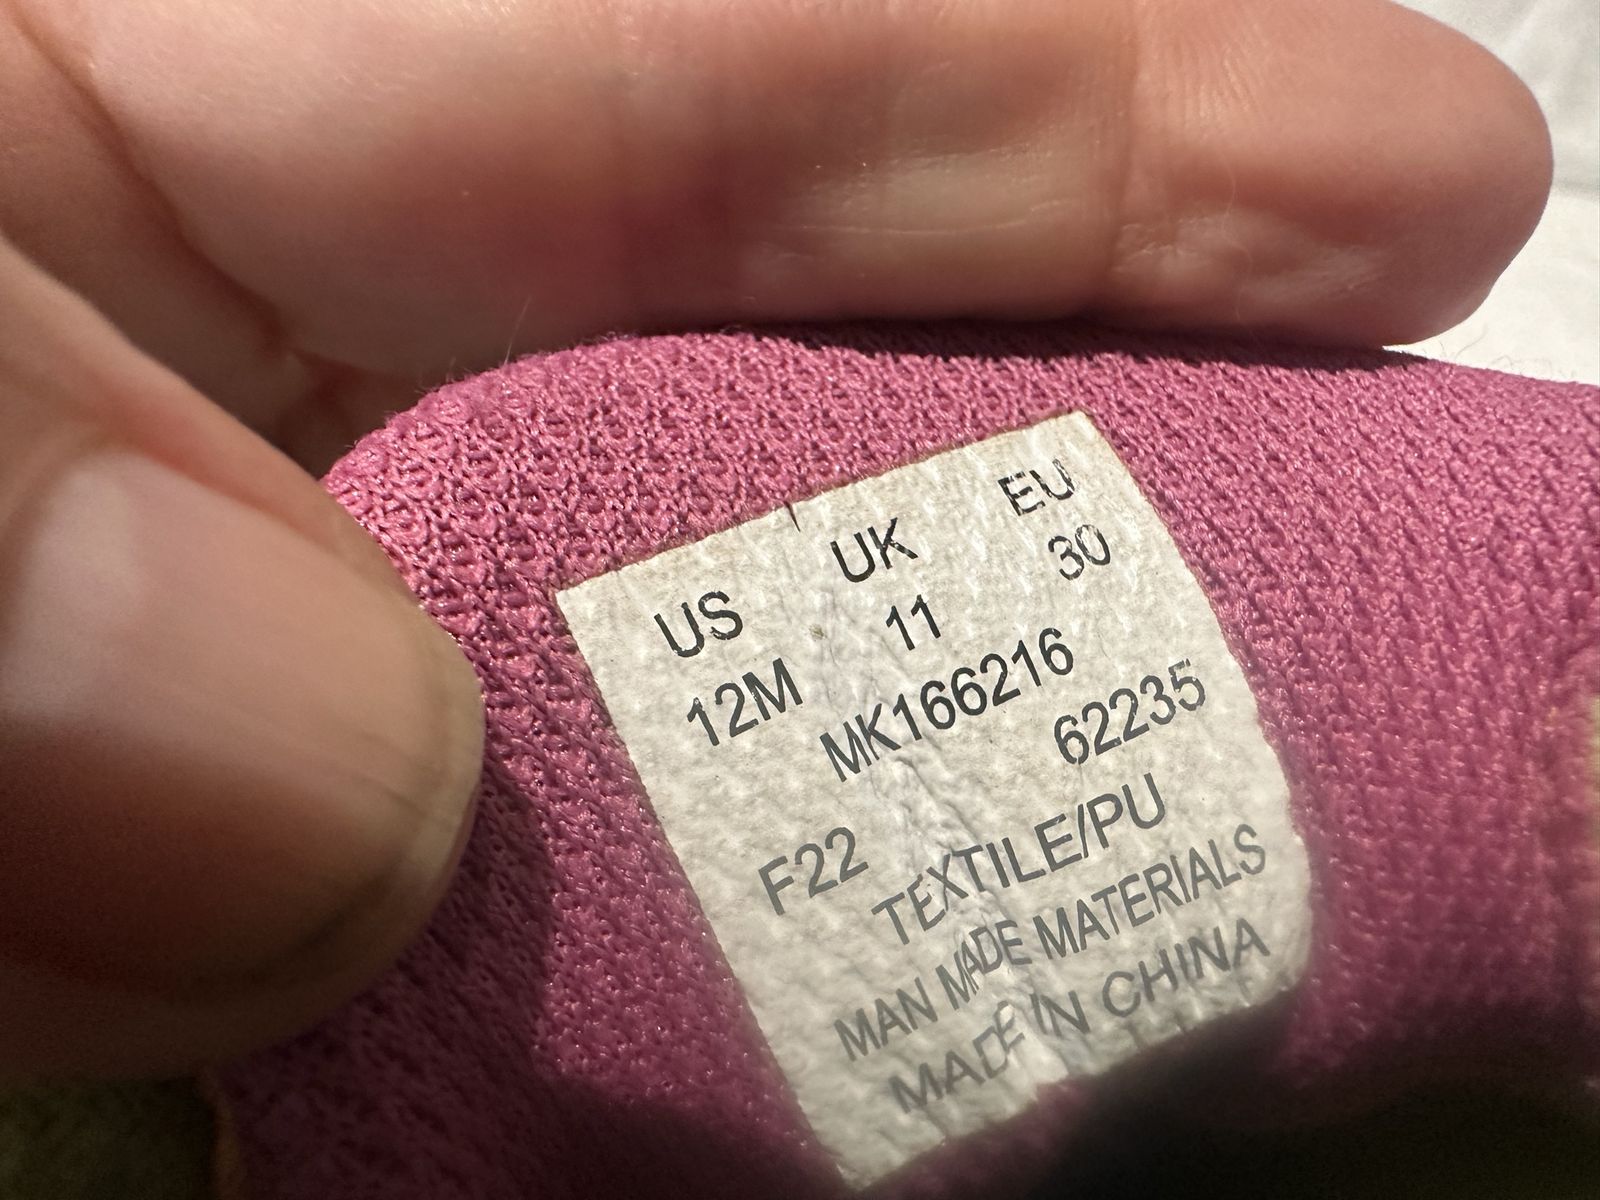 US UK EU
12M 11 30
MK166216
F22 62235
TEXTILE/PU
MAN MADE MATERIALS
MADE IN CHINA